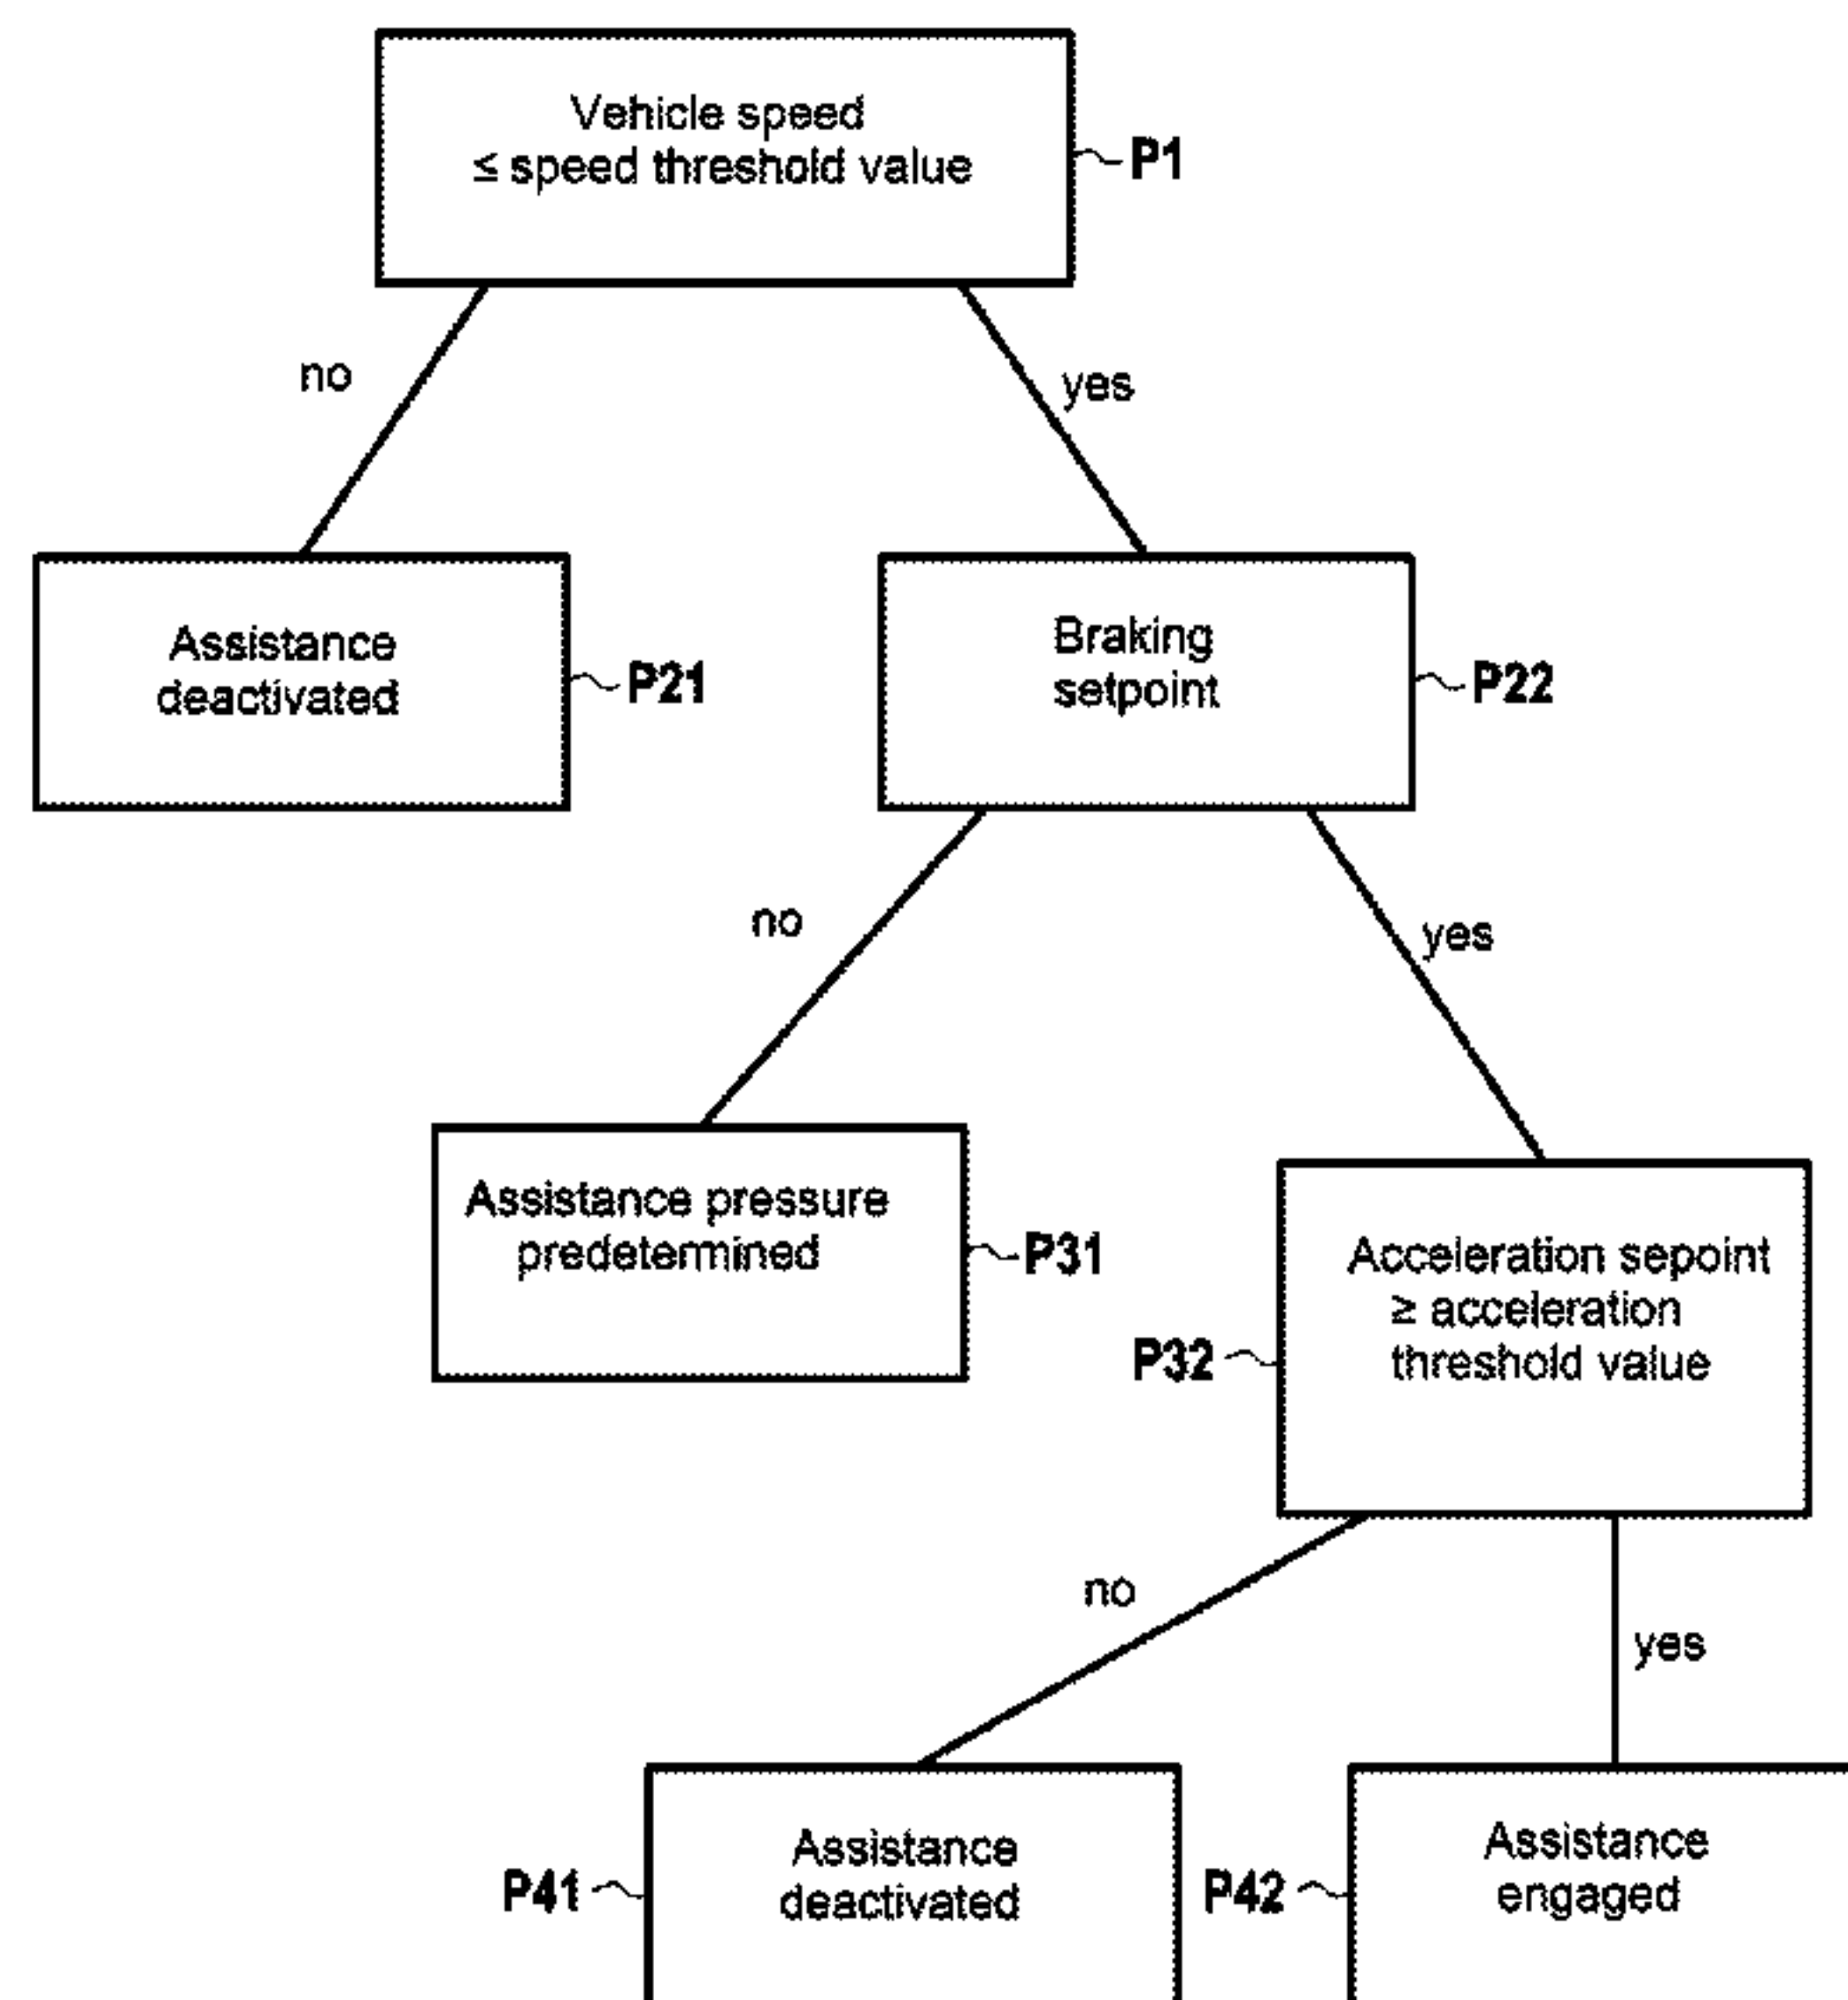 Vehicle speed
≤ speed threshold value
P1
no
yes
Assistance
deactivated
P21
Braking
setpoint
P22
no
yes
Assistance pressure
predetermined
P31
Acceleration sepoint
≥ acceleration
threshold value
P32
no
yes
Assistance
deactivated
P41
Assistance
engaged
P42